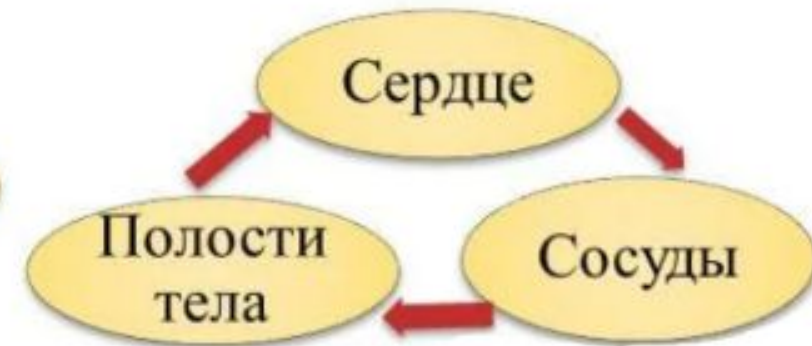 Сердце
Полости
тела
Сосуды